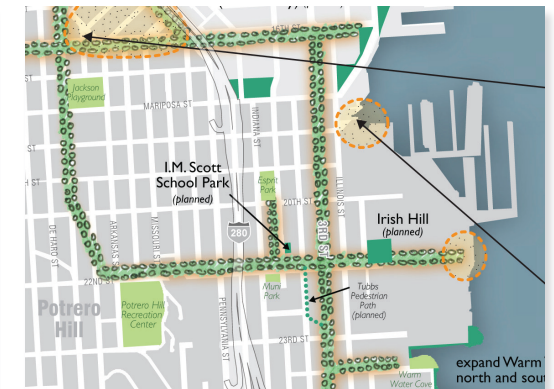 16TH ST
ST
Jackson
Playground
MARIPOSA ST
INDIANA ST
ST
I.M. Scott
School Park
(planned)
Esprit
Park
H ST
20TH ST
ILLINOIS ST
3RD ST
Irish Hill
(planned)
DE HARO ST
ARKANSAS ST
MISSOURI ST
280
22ND ST
Potrero
Hill
Potrero Hill
Recreation
Center
PENNSYLVANIA ST
Muni
Park
Tubbs
Pedestrian
Path
(planned)
23RD ST
expand Warm
north and sou
Warm
Water Cove